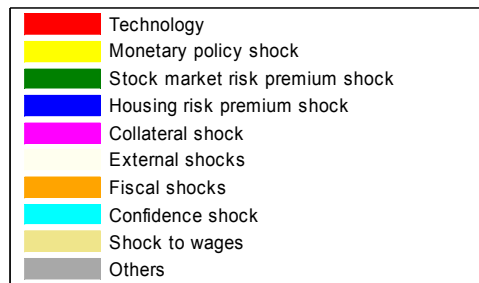 Technology
Monetary policy shock
Stock market risk premium shock
Housing risk premium shock
Collateral shock
External shocks
Fiscal shocks
Confidence shock
Shock to wages
Others